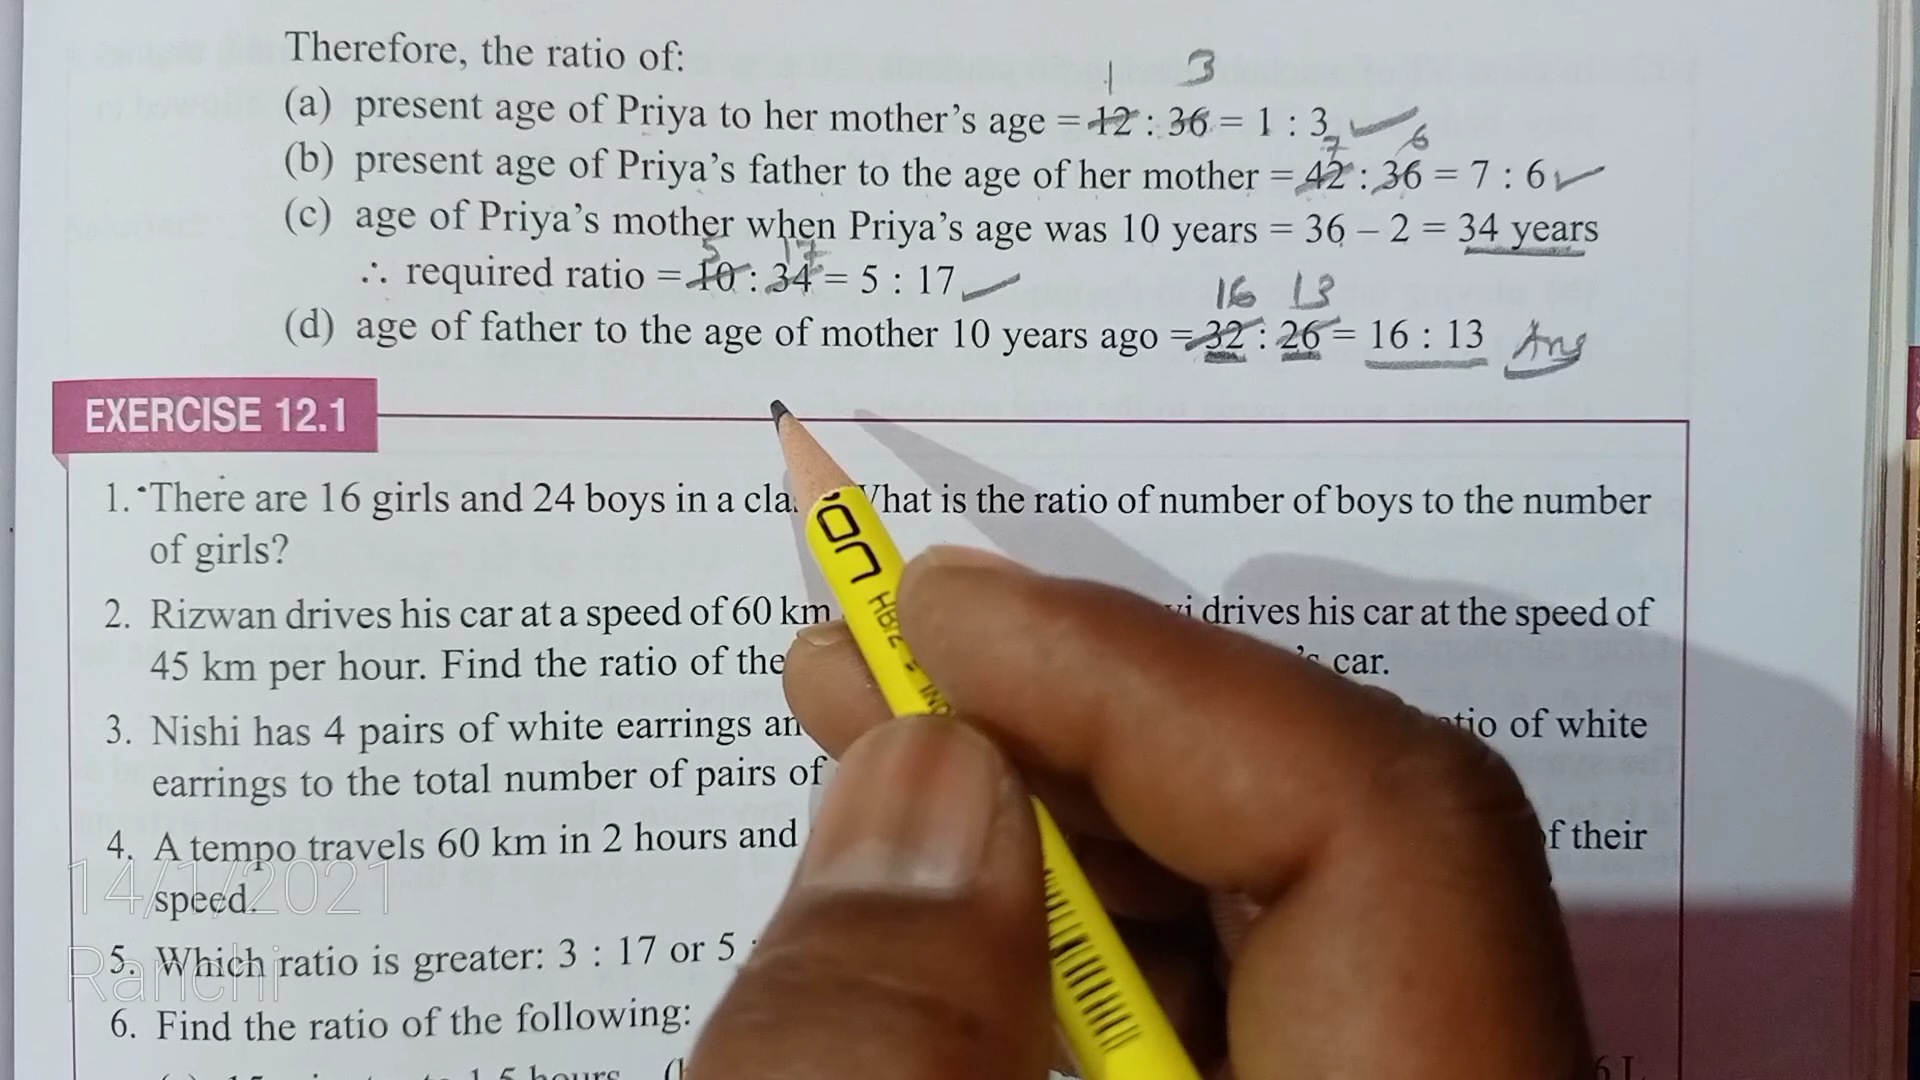 Therefore, the ratio of:
1 3
(a) present age of Priya to her mother's age = 12 : 36 = 1 : 3
7 6
(b) present age of Priya's father to the age of her mother = 42 : 36 = 7 : 6
(c) age of Priya's mother when Priya's age was 10 years = 36 – 2 = 34 years
5 17
∴ required ratio = 10 : 34 = 5 : 17
16 13
(d) age of father to the age of mother 10 years ago = 32 : 26 = 16 : 13 Ans
EXERCISE 12.1
1. There are 16 girls and 24 boys in a cla What is the ratio of number of boys to the number
of girls?
2. Rizwan drives his car at a speed of 60 km drives his car at the speed of
45 km per hour. Find the ratio of the car.
3. Nishi has 4 pairs of white earrings an of white
earrings to the total number of pairs of
4. A tempo travels 60 km in 2 hours and of their
speed.
14/1/2021
5. Which ratio is greater: 3 : 17 or 5
Ranchi
6. Find the ratio of the following:
1.5 hours
HB/2